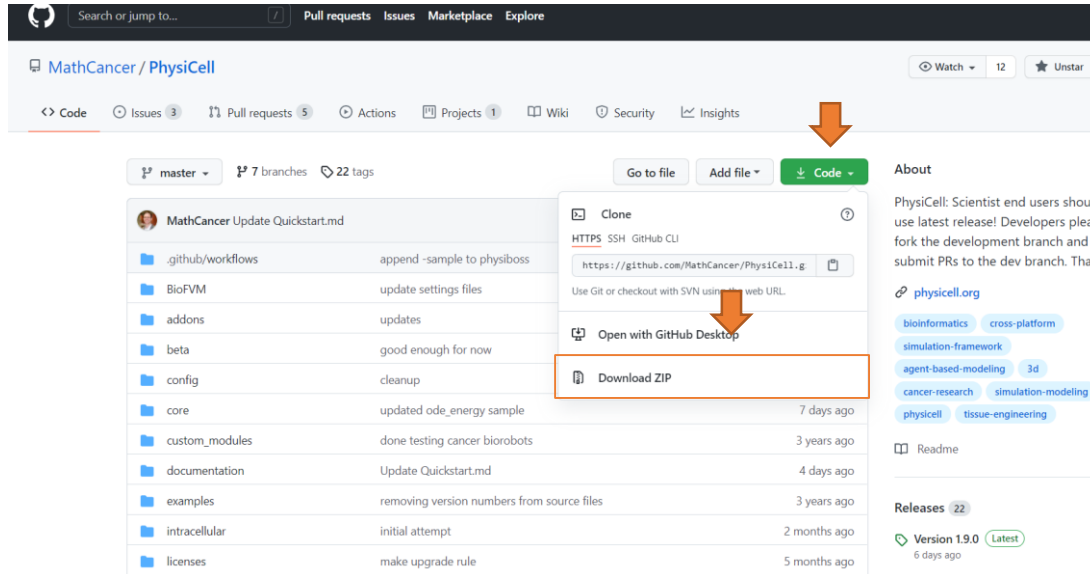 Search or jump to... / Pull requests Issues Marketplace Explore
MathCancer / PhysiCell Watch 12 Unstar
Code Issues 3 Pull requests 5 Actions Projects 1 Wiki Security Insights
master 7 branches 22 tags Go to file Add file Code
MathCancer Update Quickstart.md
.github/workflows append -sample to physiboss
BioFVM update settings files
addons updates
beta good enough for now
config cleanup
core updated ode_energy sample 7 days ago
custom_modules done testing cancer biorobots 3 years ago
documentation Update Quickstart.md 4 days ago
examples removing version numbers from source files 3 years ago
intracellular initial attempt 2 months ago
licenses make upgrade rule 5 months ago
Clone
HTTPS SSH GitHub CLI
https://github.com/MathCancer/PhysiCell.g
Use Git or checkout with SVN using the web URL.
Open with GitHub Desktop
Download ZIP
About
PhysiCell: Scientist end users shou
use latest release! Developers plea
fork the development branch and
submit PRs to the dev branch. Tha
physicell.org
bioinformatics cross-platform
simulation-framework
agent-based-modeling 3d
cancer-research simulation-modeling
physicell tissue-engineering
Readme
Releases 22
Version 1.9.0 Latest
6 days ago